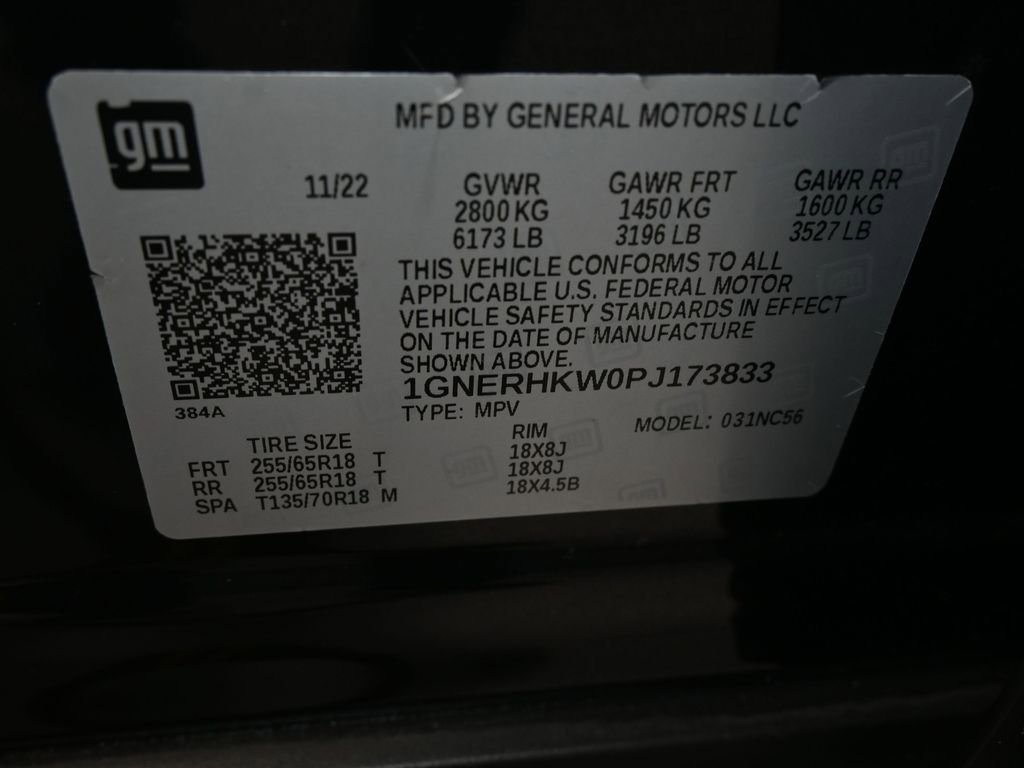 gm
MFD BY GENERAL MOTORS LLC
11/22
GVWR
2800 KG
6173 LB
GAWR FRT
1450 KG
3196 LB
GAWR RR
1600 KG
3527 LB
THIS VEHICLE CONFORMS TO ALL
APPLICABLE U.S. FEDERAL MOTOR
VEHICLE SAFETY STANDARDS IN EFFECT
ON THE DATE OF MANUFACTURE
SHOWN ABOVE.
1GNERHKW0PJ173833
TYPE: MPV
MODEL: 031NC56
384A
TIRE SIZE RIM
FRT 255/65R18 T 18X8J
RR 255/65R18 T 18X8J
SPA T135/70R18 M 18X4.5B